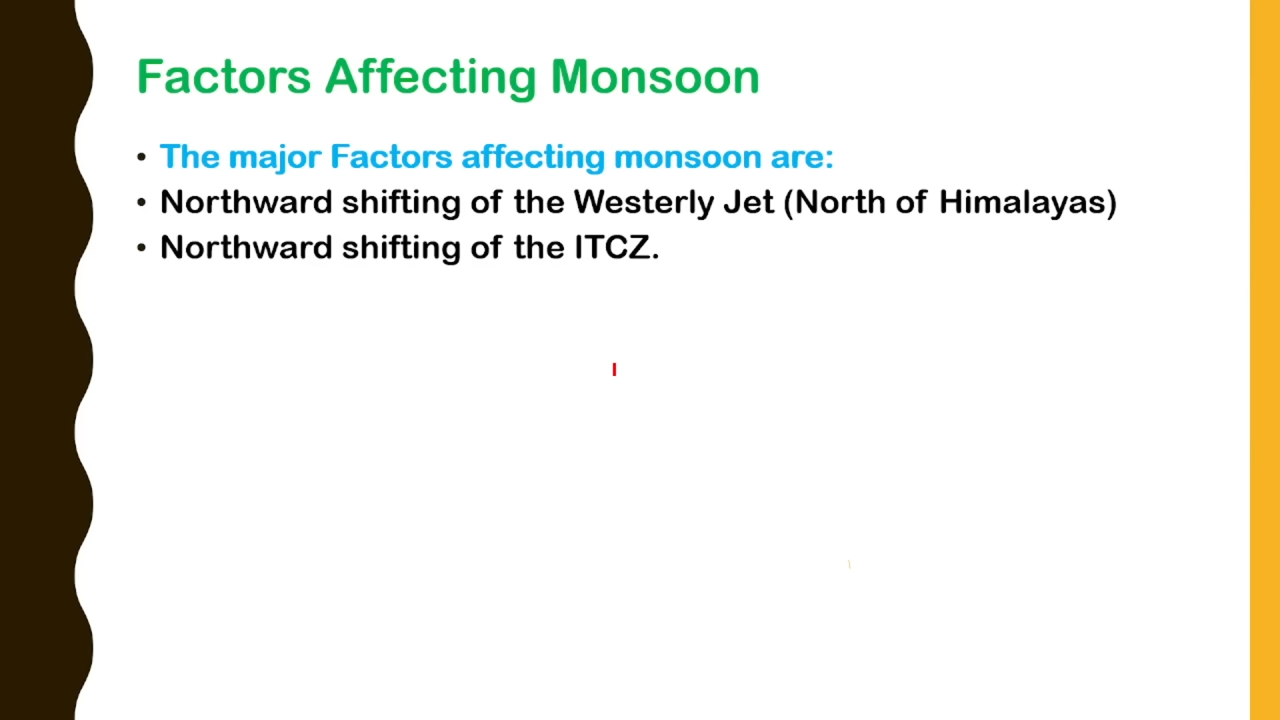 Factors Affecting Monsoon
• The major Factors affecting monsoon are:
• Northward shifting of the Westerly Jet (North of Himalayas)
• Northward shifting of the ITCZ.